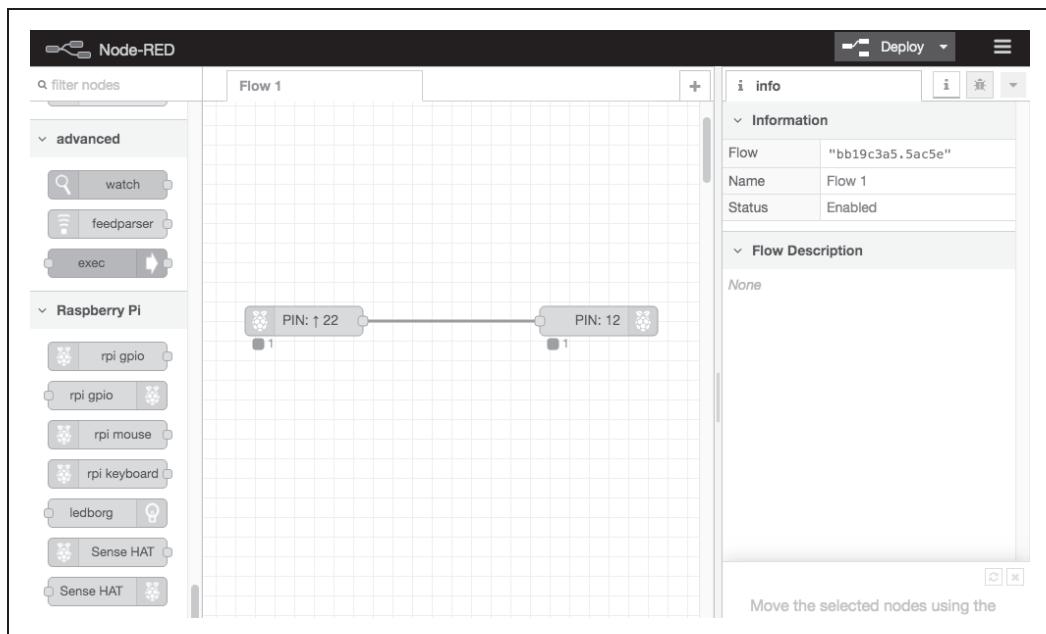 Node-RED
Deploy
filter nodes
Flow 1
+
i info
i
advanced
watch
feedparser
exec
Raspberry Pi
rpi gpio
rpi gpio
rpi mouse
rpi keyboard
ledborg
Sense HAT
Sense HAT
PIN: ↑ 22
1
PIN: 12
1
Information
Flow "bb19c3a5.5ac5e"
Name Flow 1
Status Enabled
Flow Description
None
Move the selected nodes using the